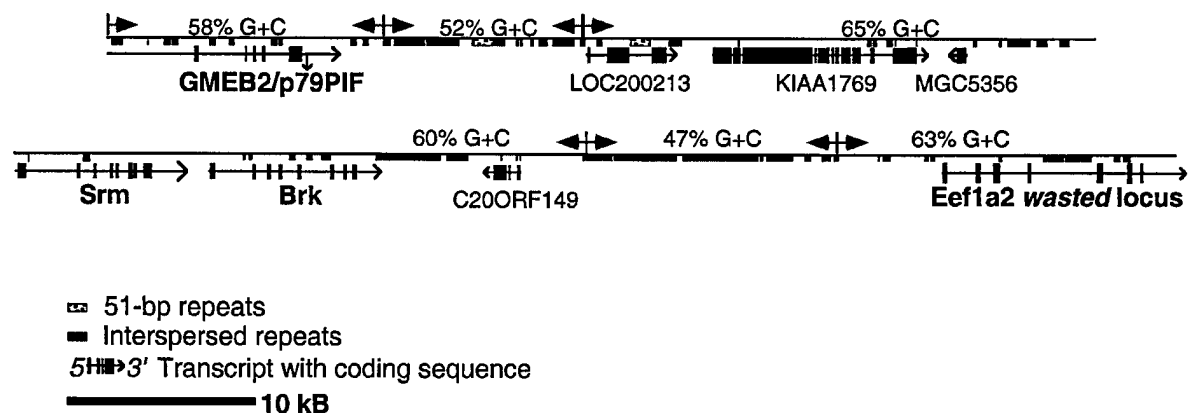 58% G+C 52% G+C 65% G+C
GMEB2/p79PIF LOC200213 KIAA1769 MGC5356
60% G+C 47% G+C 63% G+C
Srm Brk C20ORF149 Eef1a2 wasted locus
51-bp repeats
Interspersed repeats
5' 3' Transcript with coding sequence
10 kB